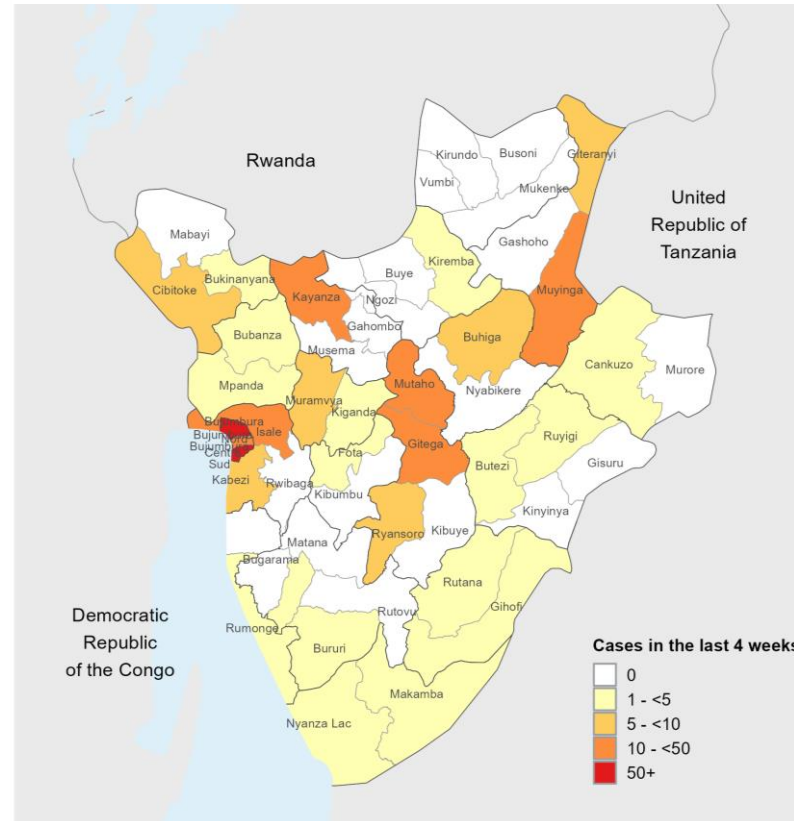 Rwanda
United
Republic of
Tanzania
Democratic
Republic
of the Congo
Kirundo
Busoni
Giteranyi
Vumbi
Mukenke
Mabayi
Gashoho
Buye
Kiremba
Bukinanyana
Cibitoke
Kayanza
Ngozi
Muyinga
Gahombo
Bubanza
Musema
Buhiga
Cankuzo
Murore
Mpanda
Muramvya
Mutaho
Nyabikere
Kiganda
Bujumbura
Isale
Ruyigi
Fota
Gitega
Butezi
Sud
Gisuru
Kabezi
Rwibaga
Kibumbu
Kinyinya
Ryansoro
Kibuye
Matana
Bugarama
Rutana
Gihofi
Rutovu
Rumonge
Bururi
Makamba
Nyanza Lac
Cases in the last 4 weeks
0
1 - <5
5 - <10
10 - <50
50+